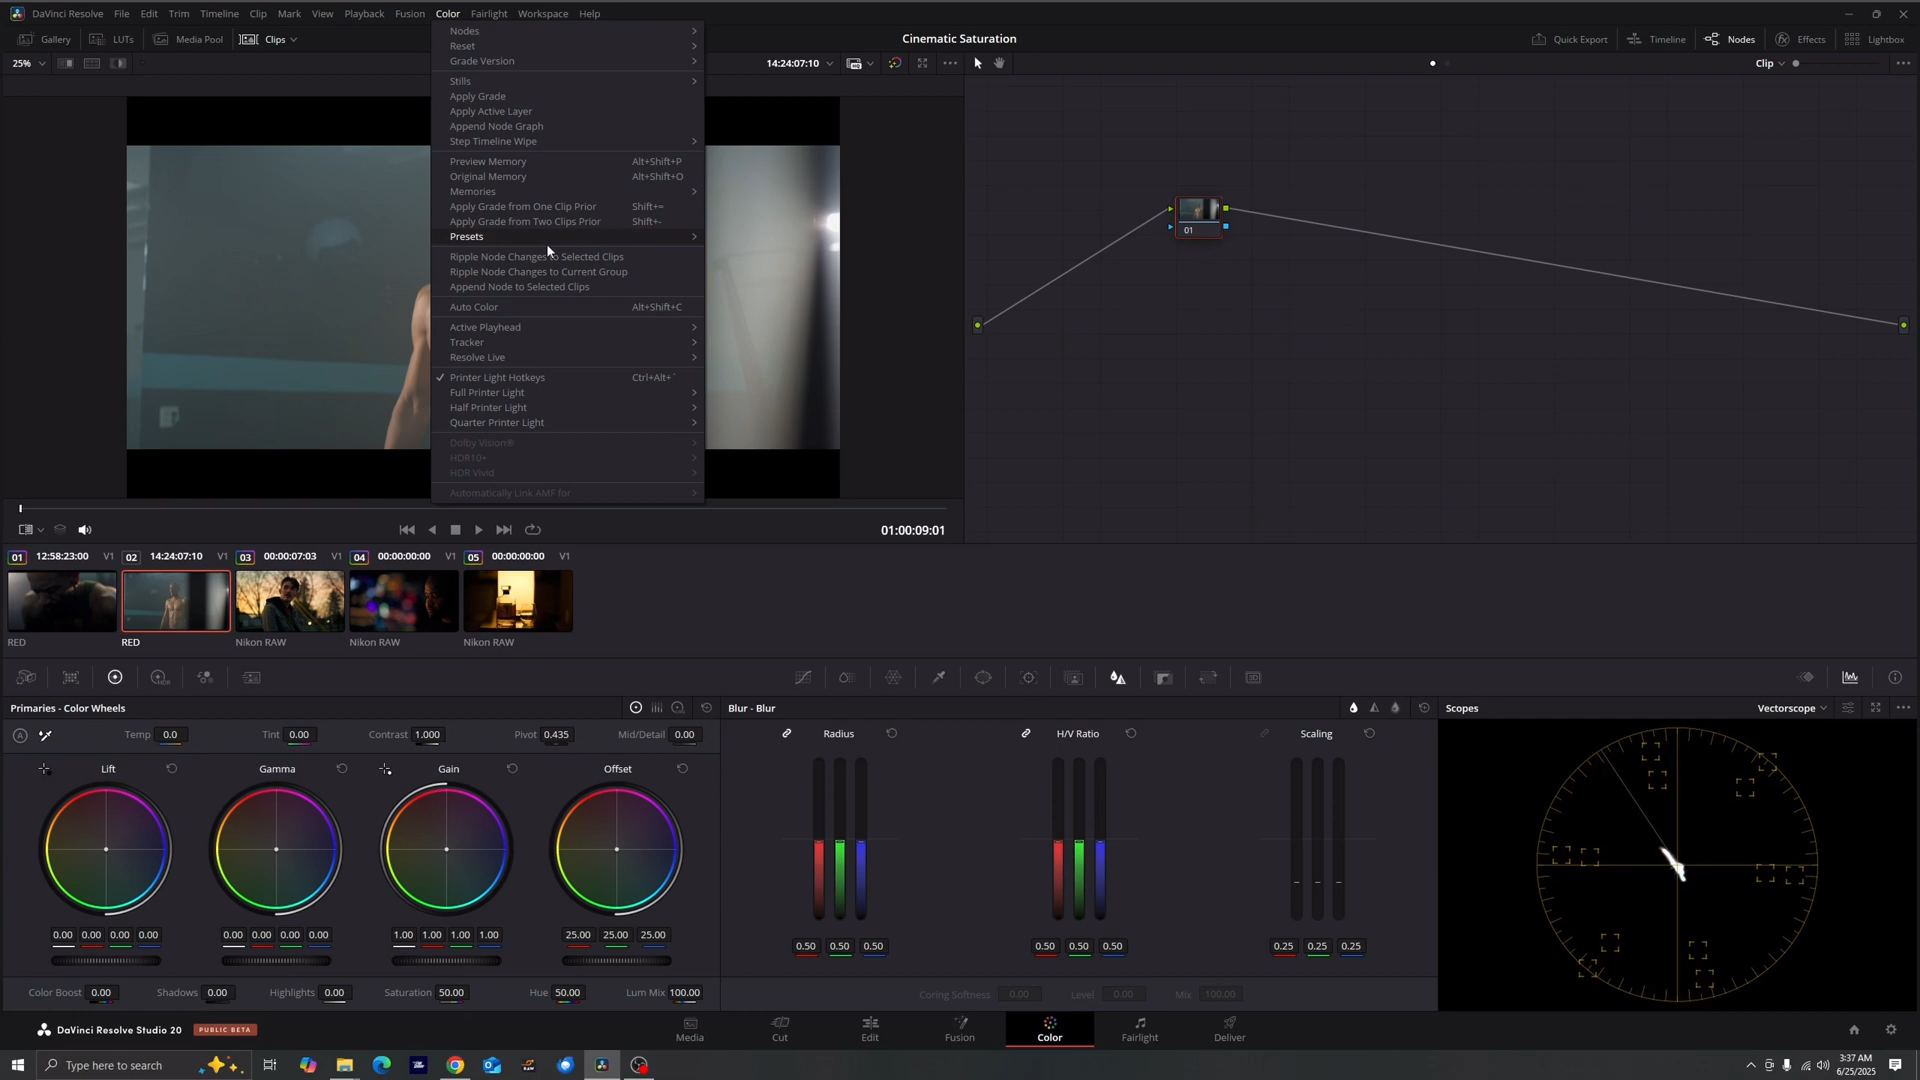 DaVinci Resolve File Edit Trim Timeline Clip Mark View Playback Fusion Color Fairlight Workspace Help
Gallery LUTs Media Pool Clips
Cinematic Saturation
Quick Export Timeline Nodes Effects Lightbox
25%
14:24:07:10
Clip
Nodes
Reset
Grade Version
Stills
Apply Grade
Apply Active Layer
Append Node Graph
Step Timeline Wipe
Preview Memory Alt+Shift+P
Original Memory Alt+Shift+O
Memories
Apply Grade from One Clip Prior Shift+=
Apply Grade from Two Clips Prior Shift+-
Presets
Ripple Node Changes to Selected Clips
Ripple Node Changes to Current Group
Append Node to Selected Clips
Auto Color Alt+Shift+C
Active Playhead
Tracker
Resolve Live
Printer Light Hotkeys Ctrl+Alt+`
Full Printer Light
Half Printer Light
Quarter Printer Light
Dolby Vision®
HDR10+
HDR Vivid
Automatically Link AMF for
01
01:00:09:01
01 12:58:23:00 V1 02 14:24:07:10 V1 03 00:00:07:03 V1 04 00:00:00:00 V1 05 00:00:00:00 V1
RED RED Nikon RAW Nikon RAW Nikon RAW
Primaries - Color Wheels
Temp 0.0 Tint 0.00 Contrast 1.000 Pivot 0.435 Mid/Detail 0.00
Lift Gamma Gain Offset
0.00 0.00 0.00 0.00 0.00 0.00 0.00 0.00 1.00 1.00 1.00 1.00 25.00 25.00 25.00
Color Boost 0.00 Shadows 0.00 Highlights 0.00 Saturation 50.00 Hue 50.00 Lum Mix 100.00
Blur - Blur
Radius H/V Ratio Scaling
0.50 0.50 0.50 0.50 0.50 0.50 0.25 0.25 0.25
Coring Softness 0.00 Level 0.00 Mix 100.00
Scopes Vectorscope
DaVinci Resolve Studio 20 PUBLIC BETA
Media Cut Edit Fusion Color Fairlight Deliver
Type here to search
3:37 AM
6/25/2025